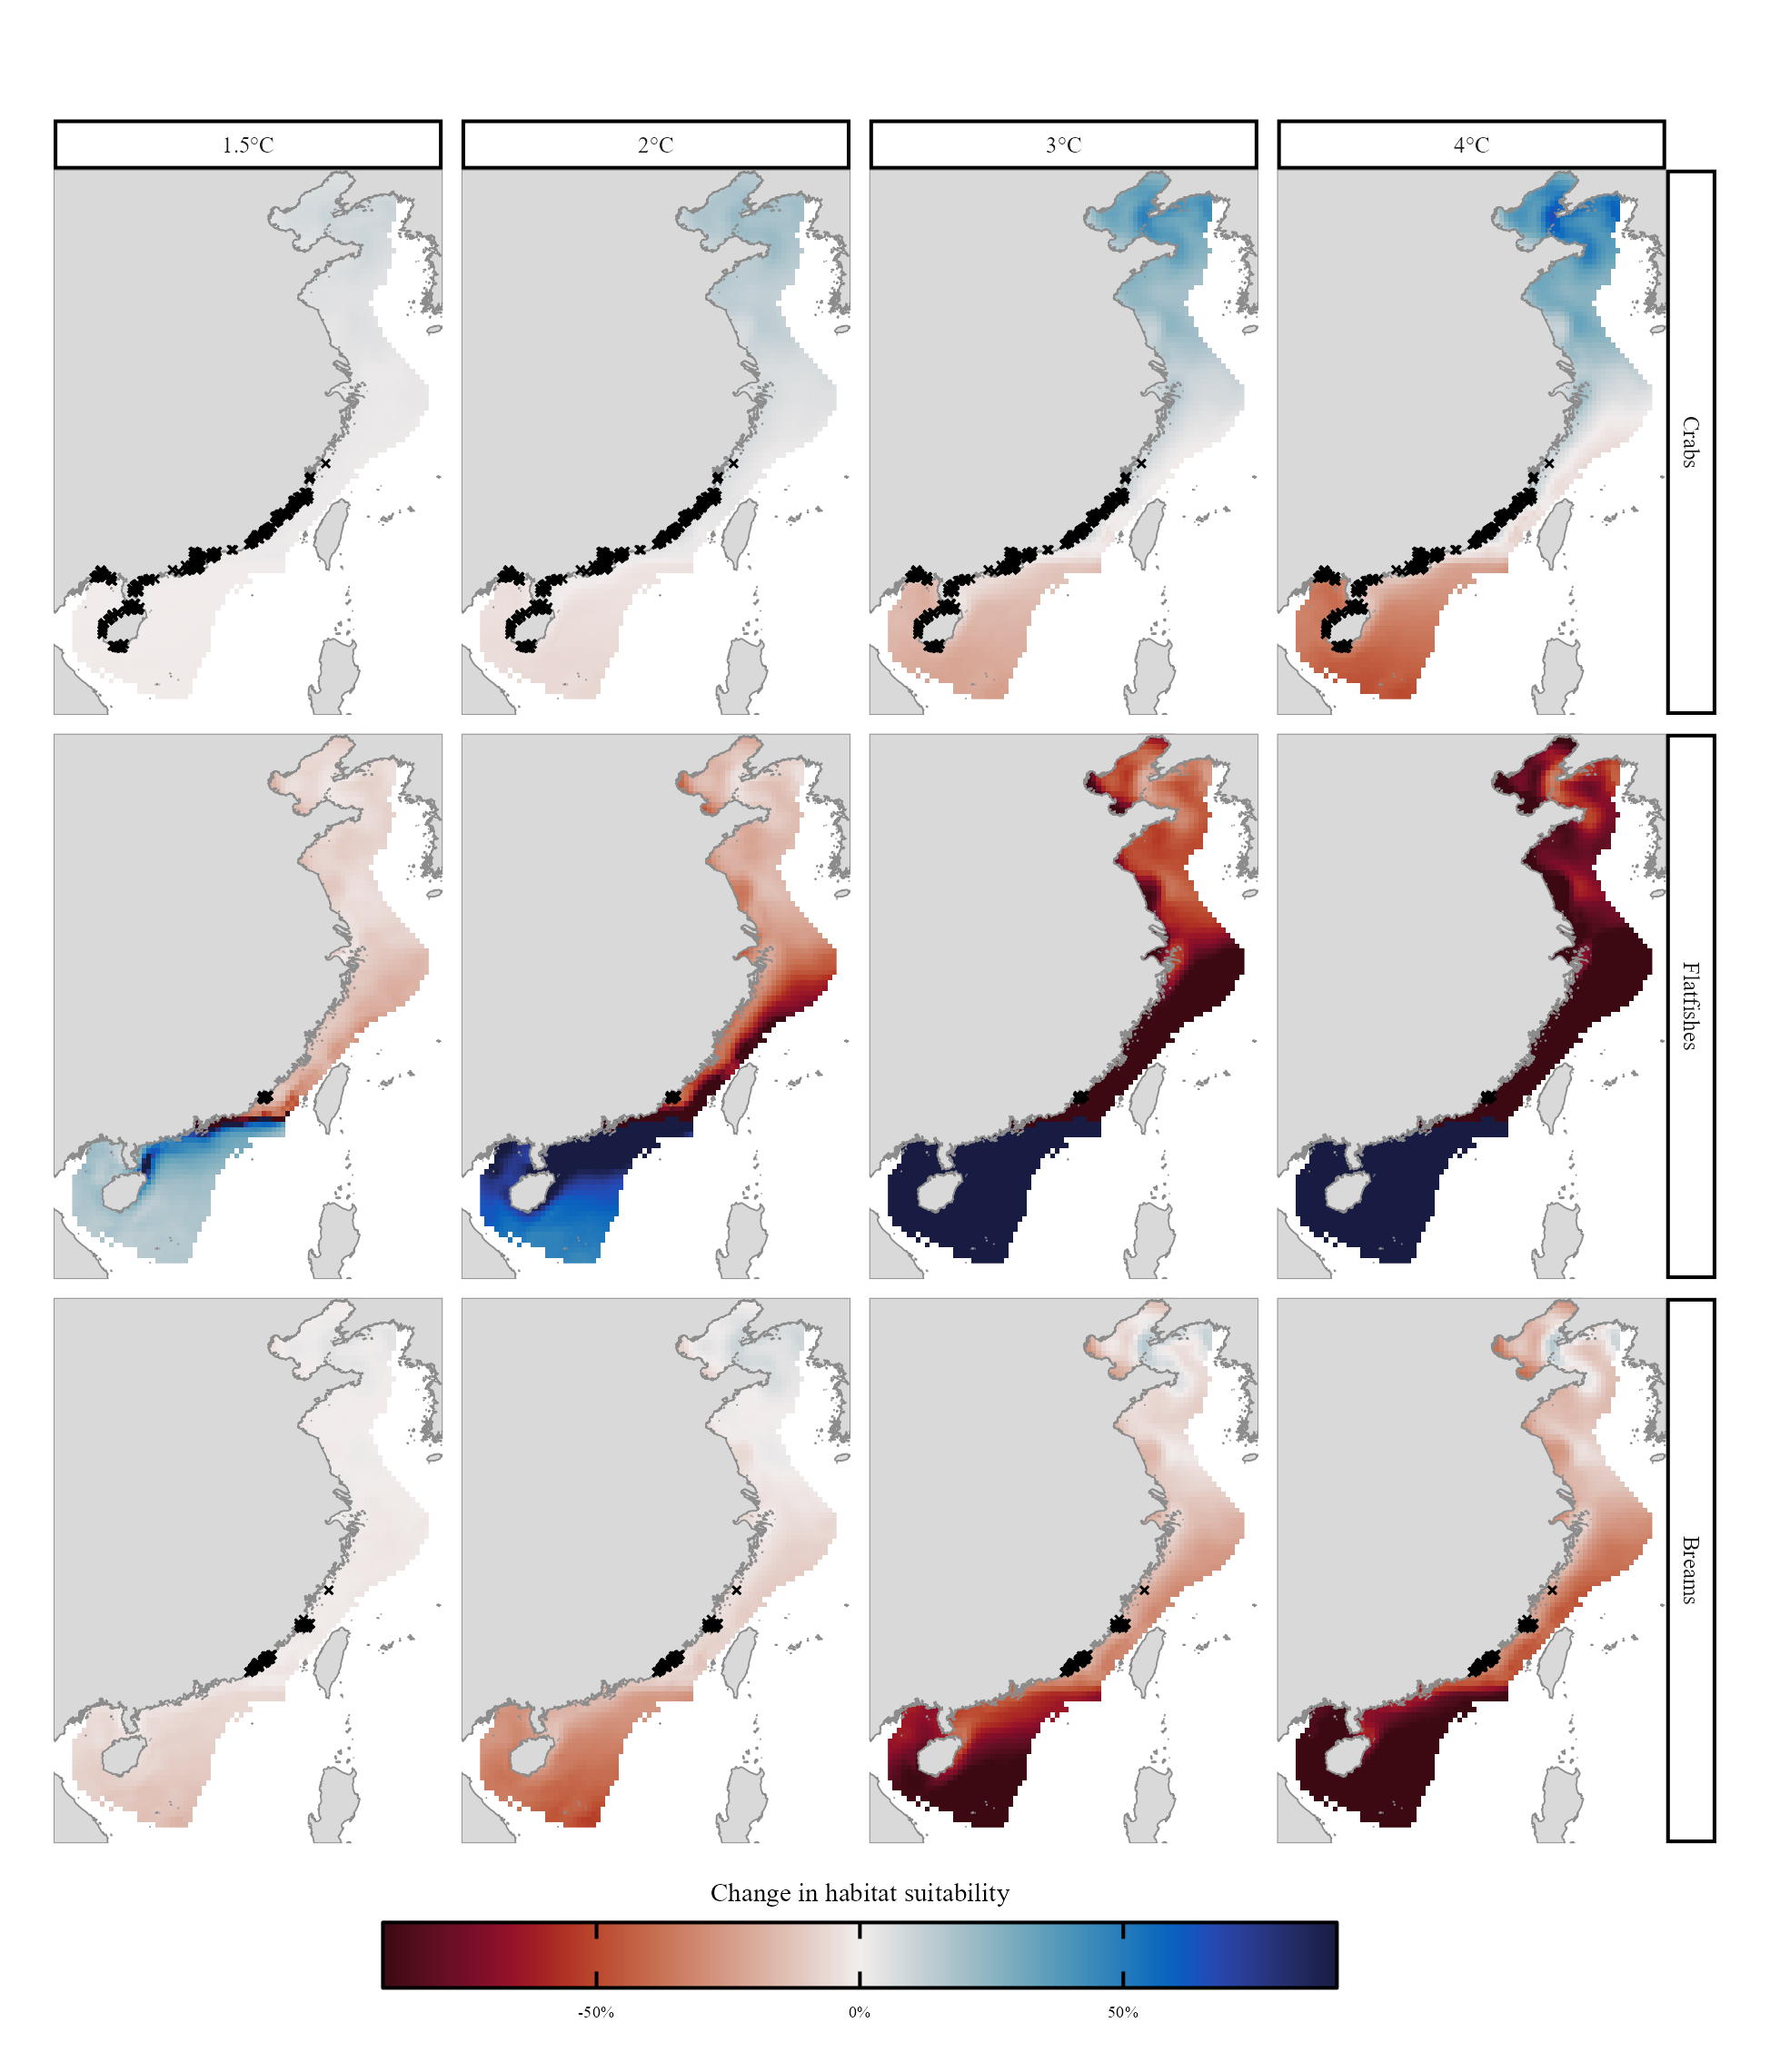 1.5°C
2°C
3°C
4°C
Crabs
Flatfishes
Breams
Change in habitat suitability
-50%
0%
50%